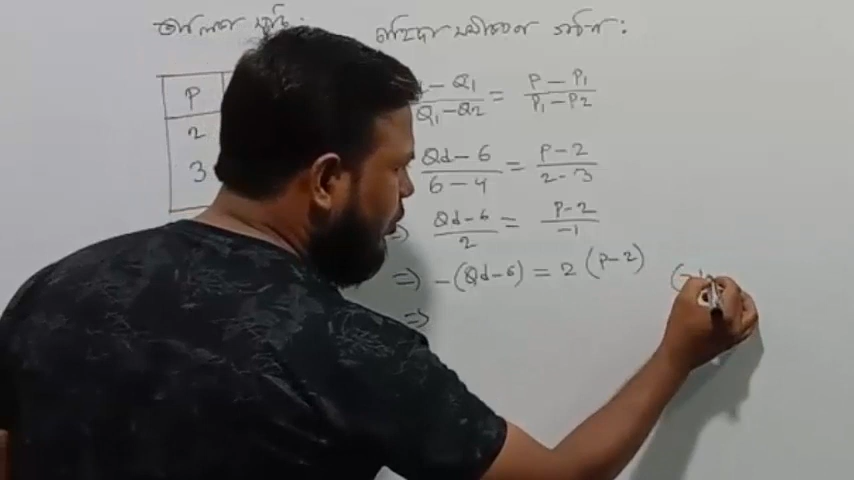 চাহিদা সমীকরণ গঠন :
P
2
3
- Q1 / Q1 - Q2 = P - P1 / P1 - P2
Qd - 6 / 6 - 4 = P - 2 / 2 - 3
⇒ Qd - 6 / 2 = P - 2 / -1
⇒ -(Qd - 6) = 2 (P - 2)
⇒